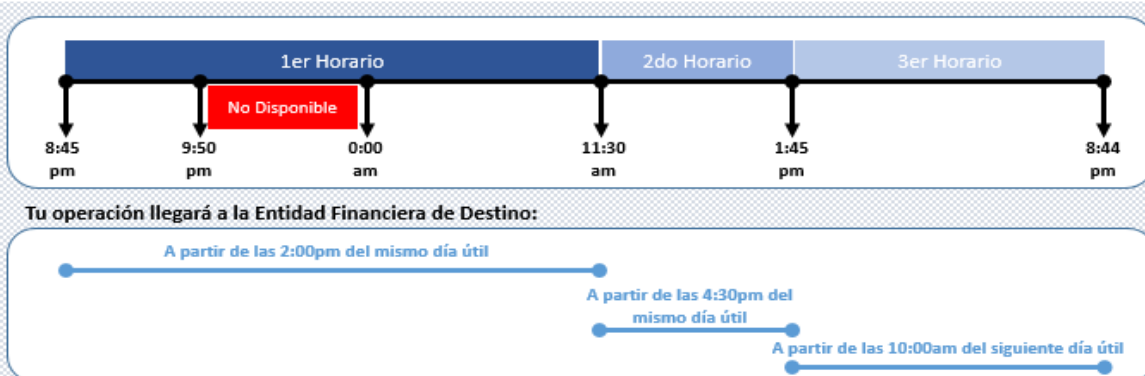 1er Horario
2do Horario
3er Horario
No Disponible
8:45
pm
9:50
pm
0:00
am
11:30
am
1:45
pm
8:44
pm
Tu operación llegará a la Entidad Financiera de Destino:
A partir de las 2:00pm del mismo día útil
A partir de las 4:30pm del
mismo día útil
A partir de las 10:00am del siguiente día útil